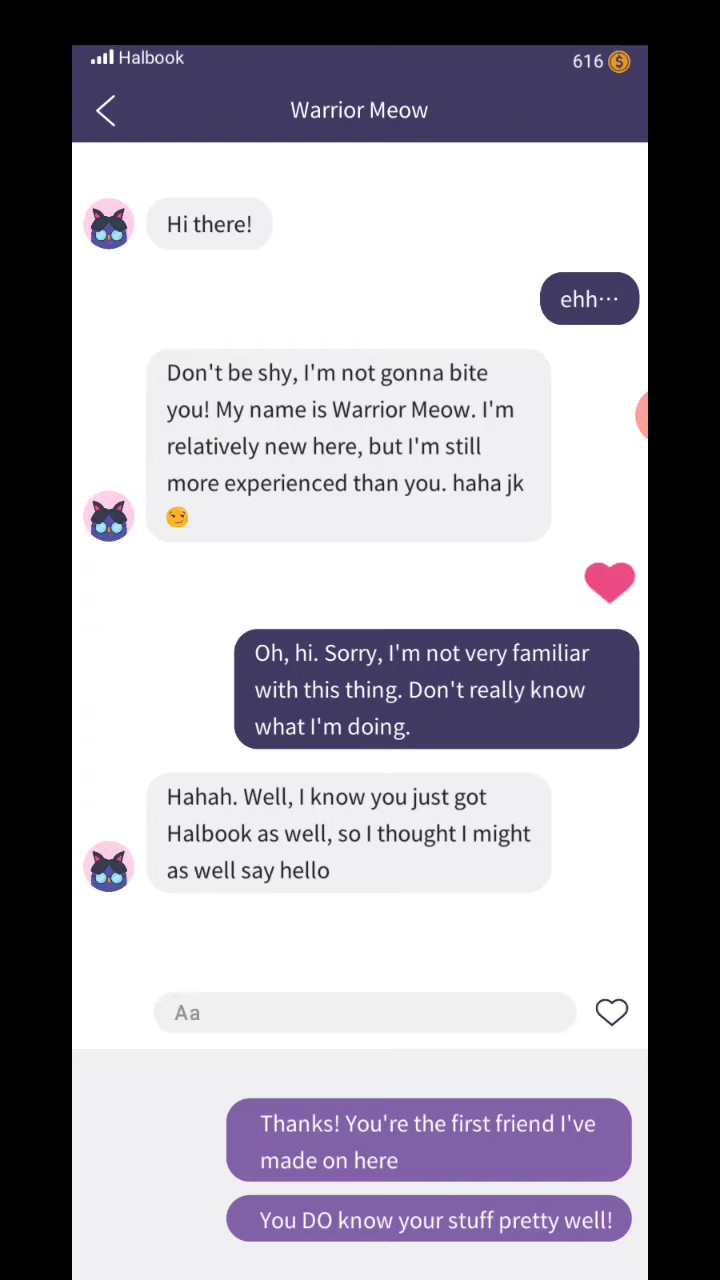 Halbook
616
Warrior Meow
Hi there!
ehh···
Don't be shy, I'm not gonna bite
you! My name is Warrior Meow. I'm
relatively new here, but I'm still
more experienced than you. haha jk
Oh, hi. Sorry, I'm not very familiar
with this thing. Don't really know
what I'm doing.
Hahah. Well, I know you just got
Halbook as well, so I thought I might
as well say hello
Aa
Thanks! You're the first friend I've
made on here
You DO know your stuff pretty well!